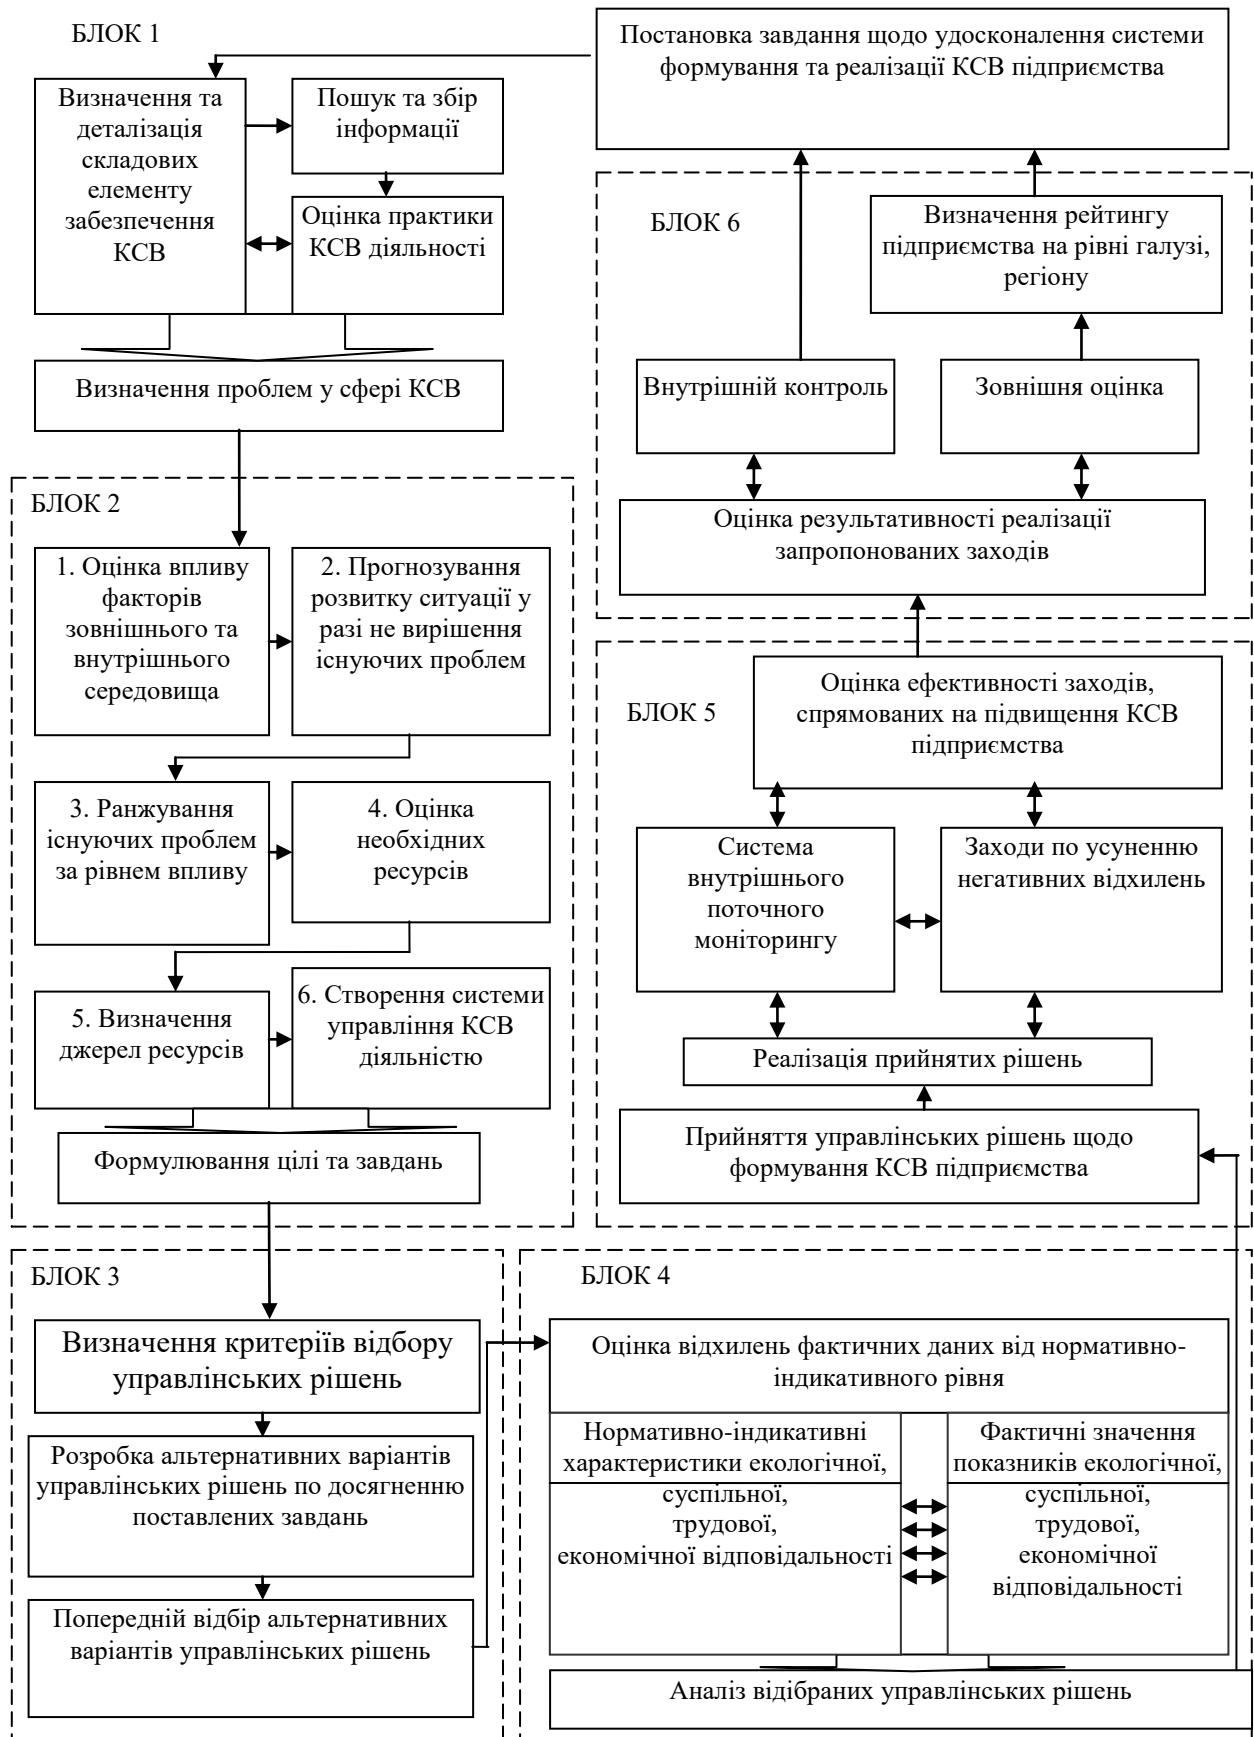 БЛОК 1
Визначення та
деталізація
складових
елементу
забезпечення
КСВ
Пошук та збір
інформації
Оцінка практики
КСВ діяльності
Визначення проблем у сфері КСВ
БЛОК 2
1. Оцінка впливу
факторів
зовнішнього та
внутрішнього
середовища
2. Прогнозування
розвитку ситуації у
разі не вирішення
існуючих проблем
3. Ранжування
існуючих проблем
за рівнем впливу
4. Оцінка
необхідних
ресурсів
5. Визначення
джерел ресурсів
6. Створення системи
управління КСВ
діяльністю
Формулювання цілі та завдань
БЛОК 3
Визначення критеріїв відбору
управлінських рішень
Розробка альтернативних варіантів
управлінських рішень по досягненню
поставлених завдань
Попередній відбір альтернативних
варіантів управлінських рішень
БЛОК 4
Оцінка відхилень фактичних даних від нормативно-
індикативного рівня
Нормативно-індикативні
характеристики екологічної,
суспільної,
трудової,
економічної відповідальності
Фактичні значення
показників екологічної,
суспільної,
трудової,
економічної
відповідальності
Аналіз відібраних управлінських рішень
Постановка завдання щодо удосконалення системи
формування та реалізації КСВ підприємства
БЛОК 6
Визначення рейтингу
підприємства на рівні галузі,
регіону
Внутрішній контроль
Зовнішня оцінка
Оцінка результативності реалізації
запропонованих заходів
БЛОК 5
Оцінка ефективності заходів,
спрямованих на підвищення КСВ
підприємства
Система
внутрішнього
поточного
моніторингу
Заходи по усуненню
негативних відхилень
Реалізація прийнятих рішень
Прийняття управлінських рішень щодо
формування КСВ підприємства